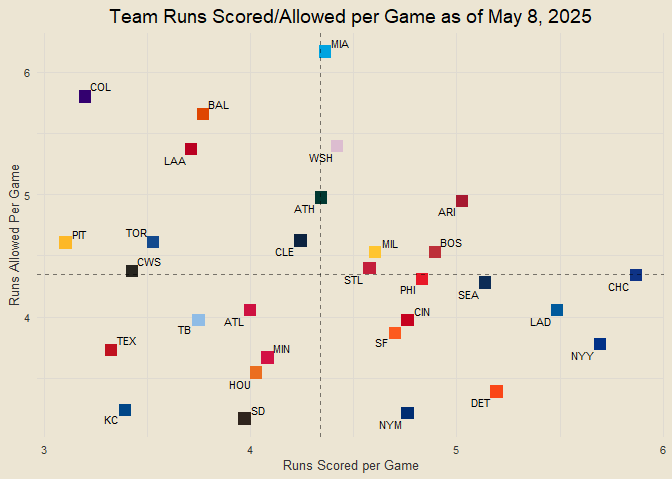 Team Runs Scored/Allowed per Game as of May 8, 2025
MIA
6
COL
BAL
WSH
LAA
5
ATH
ARI
PIT
TOR
CLE
MIL
BOS
CWS
STL
PHI
SEA
CHC
4
TB
ATL
CIN
SF
LAD
TEX
MIN
NYY
HOU
KC
SD
NYM
DET
3
4
5
6
Runs Scored per Game
Runs Allowed Per Game